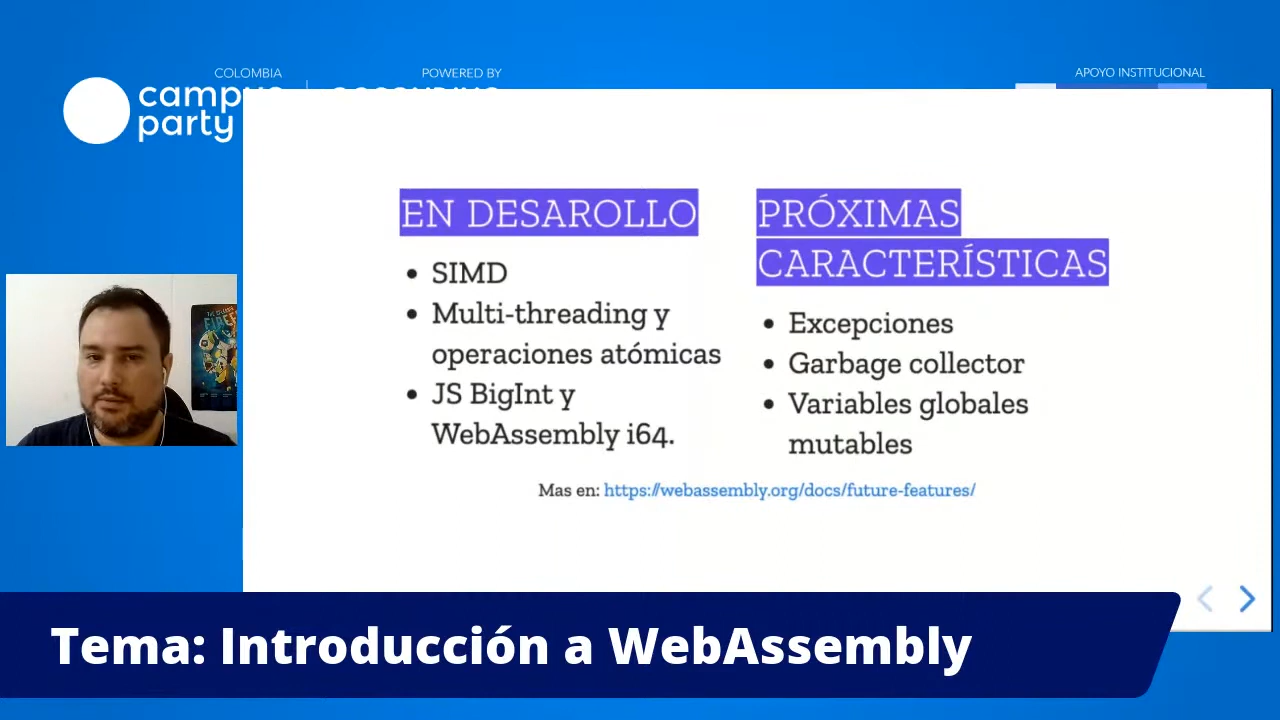 COLOMBIA
POWERED BY
APOYO INSTITUCIONAL
campus
party
EN DESAROLLO
• SIMD
• Multi-threading y
operaciones atómicas
• JS BigInt y
WebAssembly i64.
PRÓXIMAS
CARACTERÍSTICAS
• Excepciones
• Garbage collector
• Variables globales
mutables
Mas en: https://webassembly.org/docs/future-features/
Tema: Introducción a WebAssembly